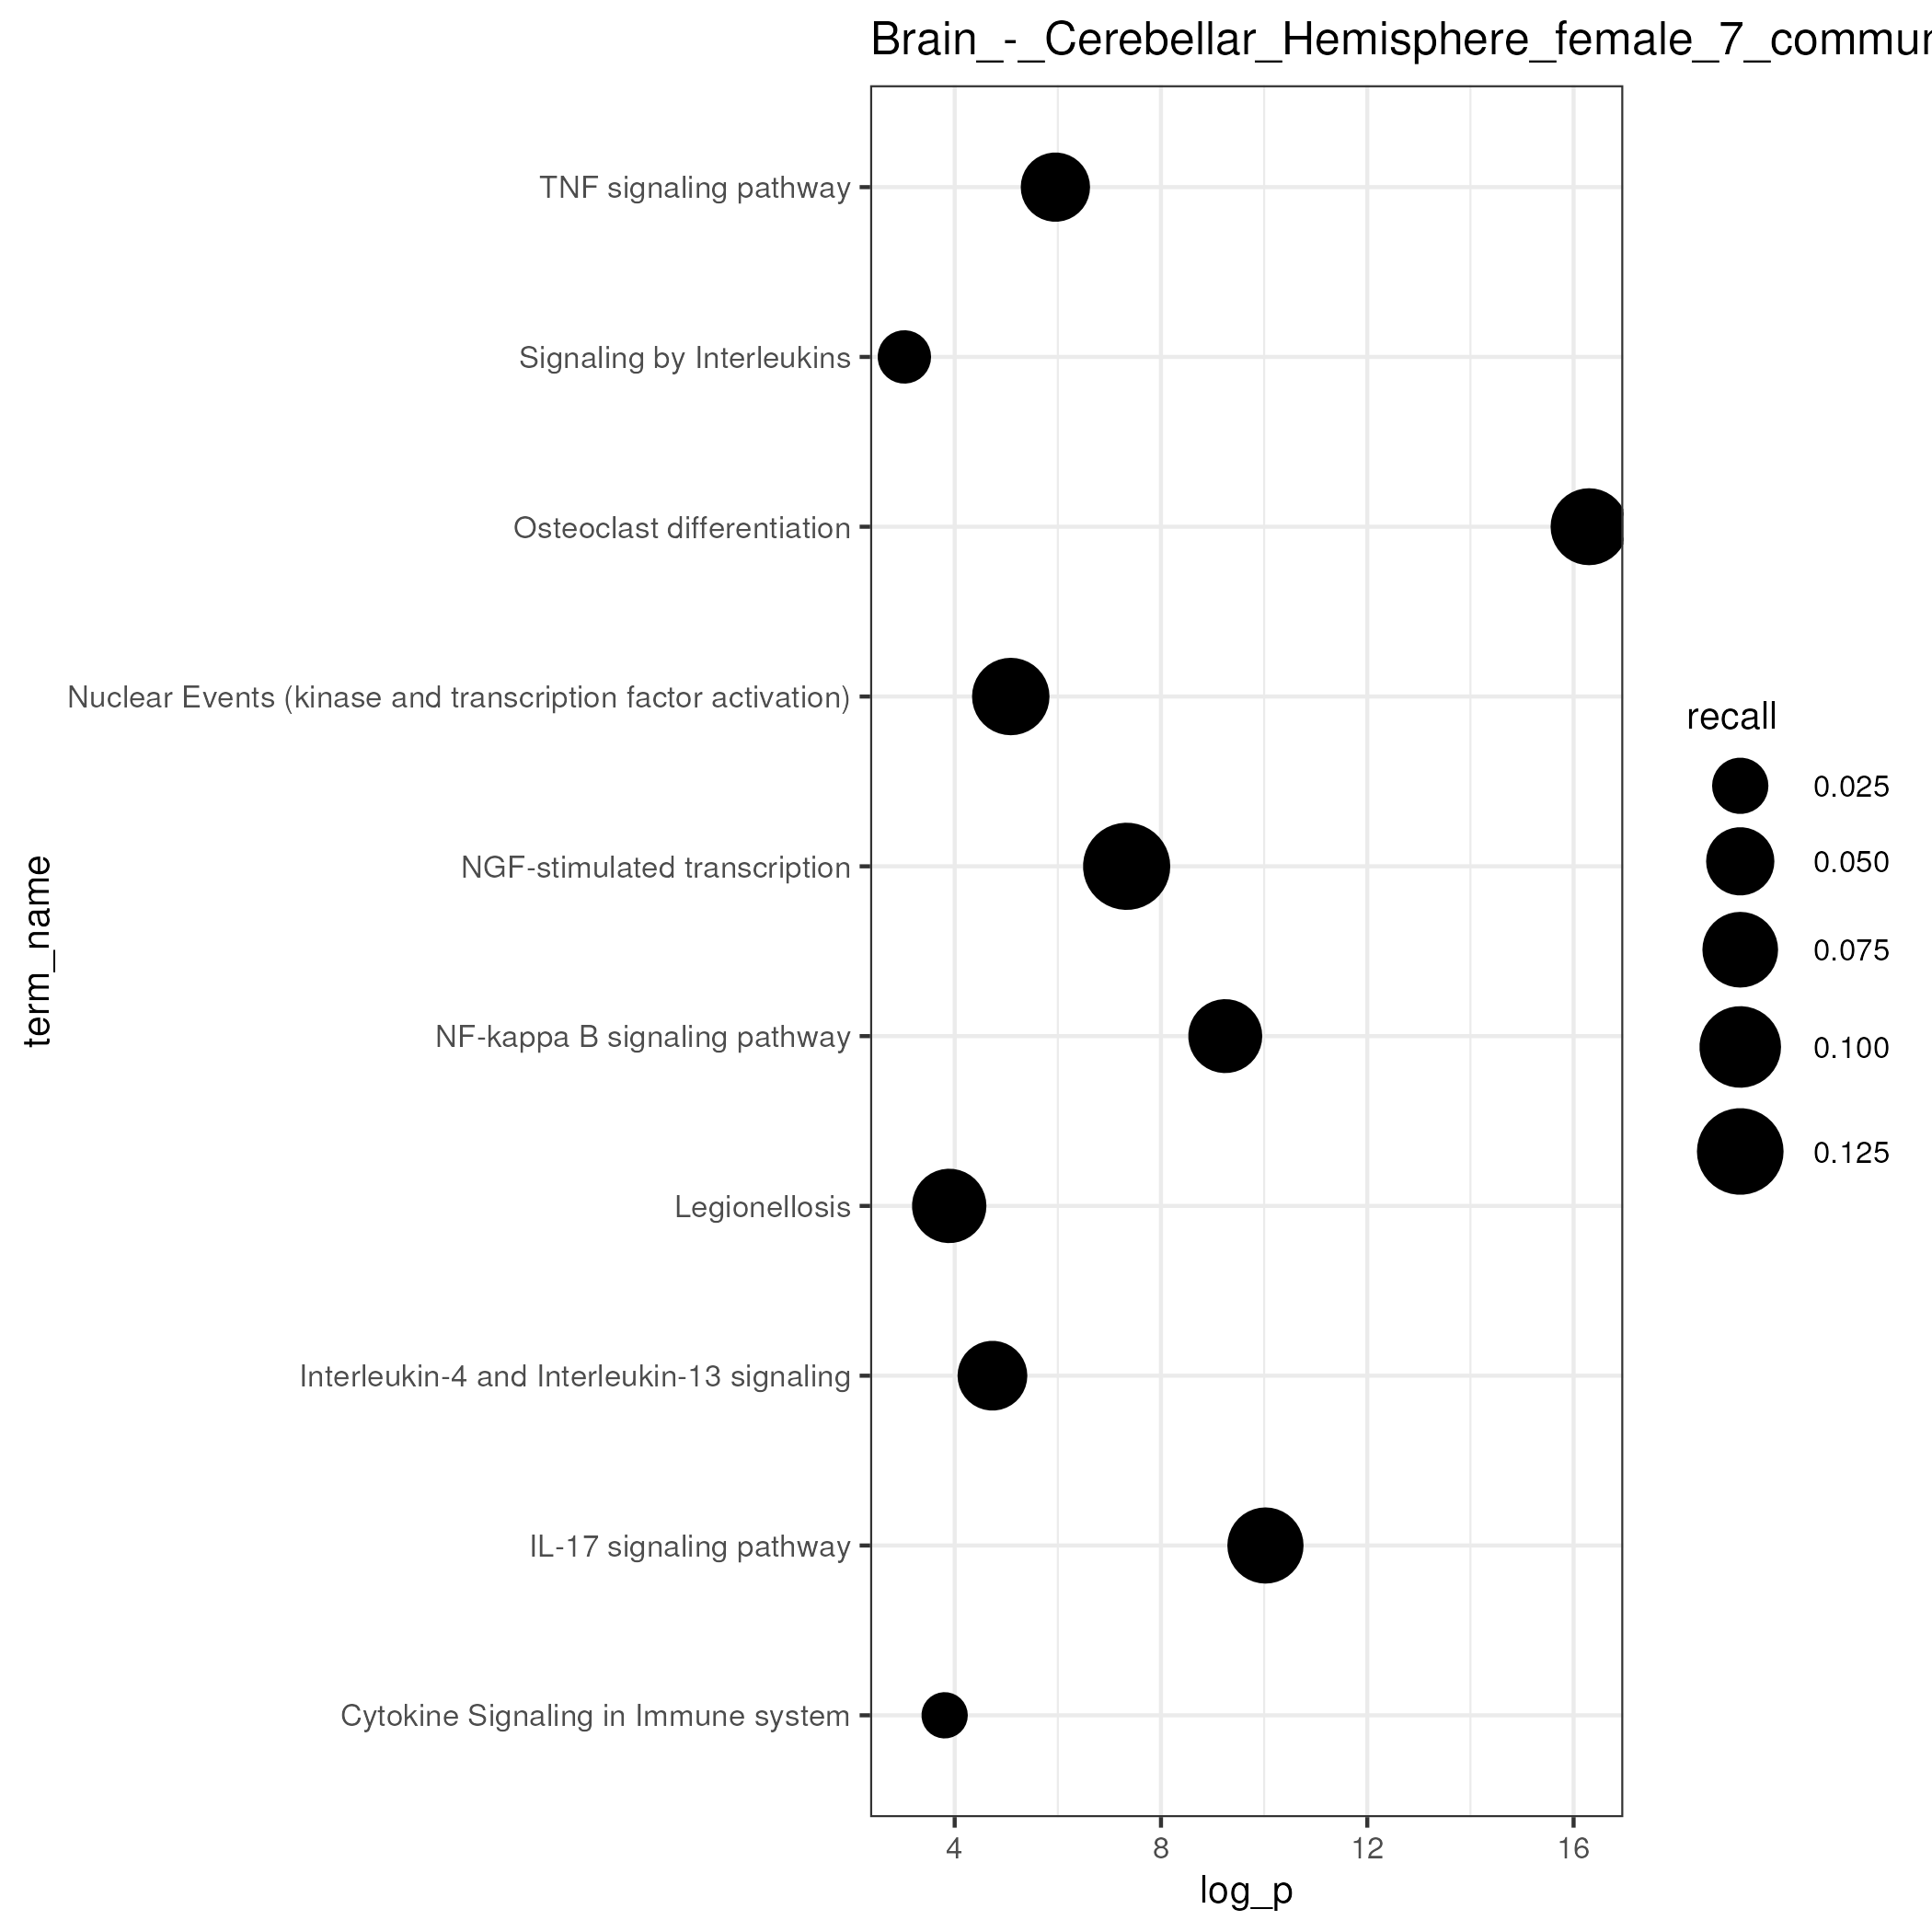 Brain_-_Cerebellar_Hemisphere_female_7_commu
TNF signaling pathway
Signaling by Interleukins
Osteoclast differentiation
Nuclear Events (kinase and transcription factor activation)
NGF-stimulated transcription
NF-kappa B signaling pathway
Legionellosis
Interleukin-4 and Interleukin-13 signaling
IL-17 signaling pathway
Cytokine Signaling in Immune system
term_name
4 8 12 16
log_p
recall
0.025
0.050
0.075
0.100
0.125